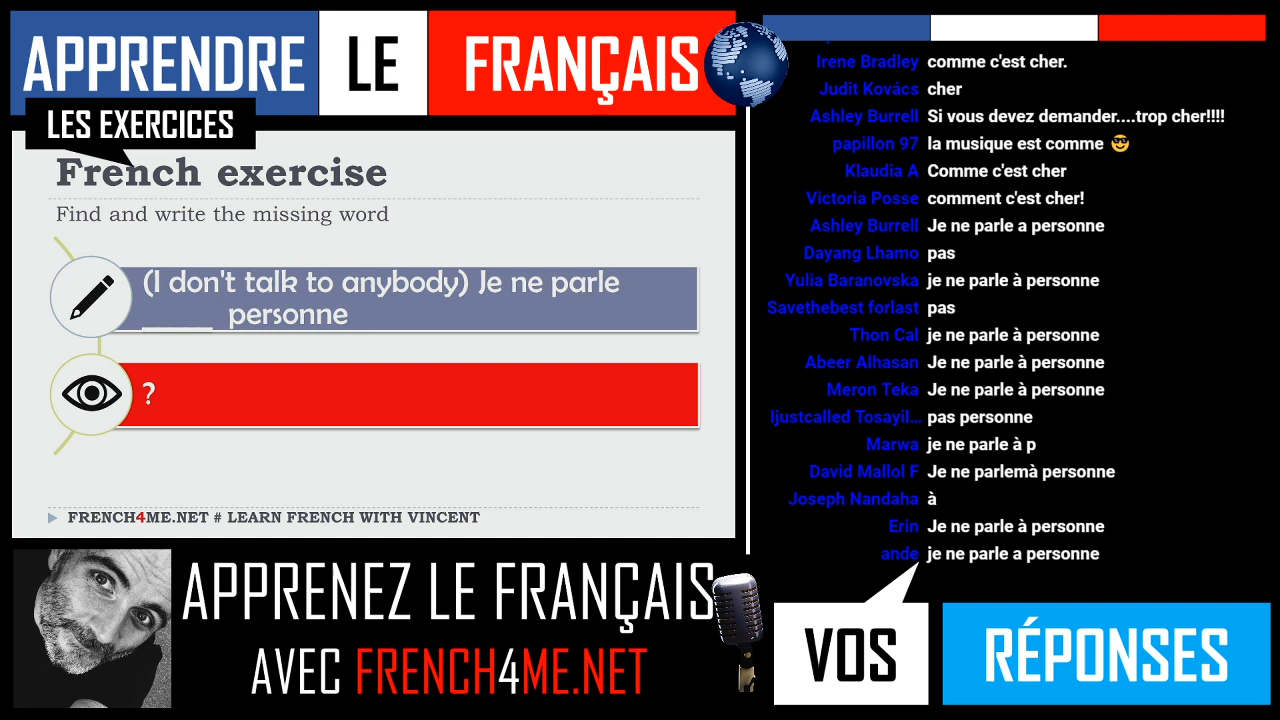 APPRENDRE LE FRANÇAIS
LES EXERCICES
French exercise
Find and write the missing word
(I don't talk to anybody) Je ne parle
_____ personne
?
FRENCH4ME.NET # LEARN FRENCH WITH VINCENT
APPRENEZ LE FRANÇAIS
AVEC FRENCH4ME.NET
Irene Bradley comme c'est cher.
Judit Kovács cher
Ashley Burrell Si vous devez demander....trop cher!!!!
papillon 97 la musique est comme 😎
Klaudia A Comme c'est cher
Victoria Posse comment c'est cher!
Ashley Burrell Je ne parle a personne
Dayang Lhamo pas
Yulia Baranovska je ne parle à personne
Savethebest forlast pas
Thon Cal je ne parle à personne
Abeer Alhasan Je ne parle à personne
Meron Teka Je ne parle à personne
Ijustcalled Tosayil... pas personne
Marwa je ne parle à p
David Mallol F Je ne parlemà personne
Joseph Nandaha à
Erin Je ne parle à personne
ande je ne parle a personne
VOS RÉPONSES